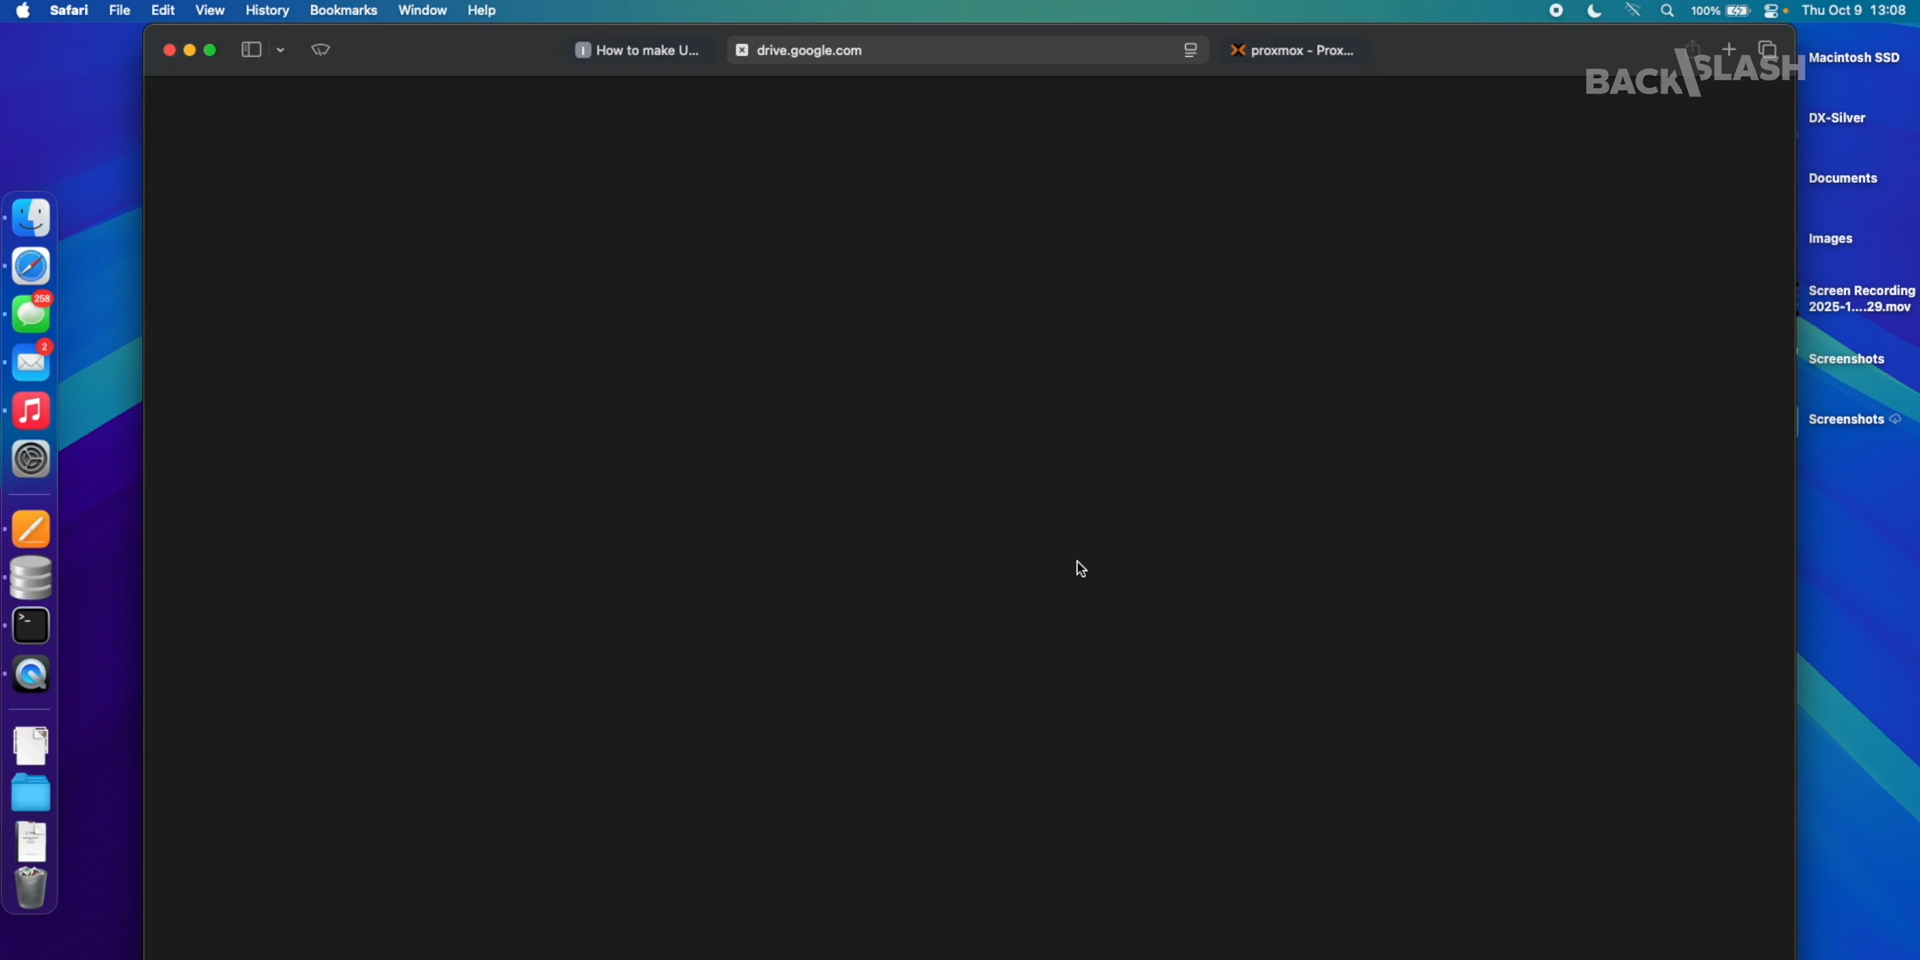 Safari File Edit View History Bookmarks Window Help 100% Thu Oct 9 13:08
How to make U... drive.google.com proxmox - Prox...
BACK\SLASH
Macintosh SSD
DX-Silver
Documents
Images
Screen Recording
2025-1....29.mov
Screenshots
Screenshots
258
2
>_